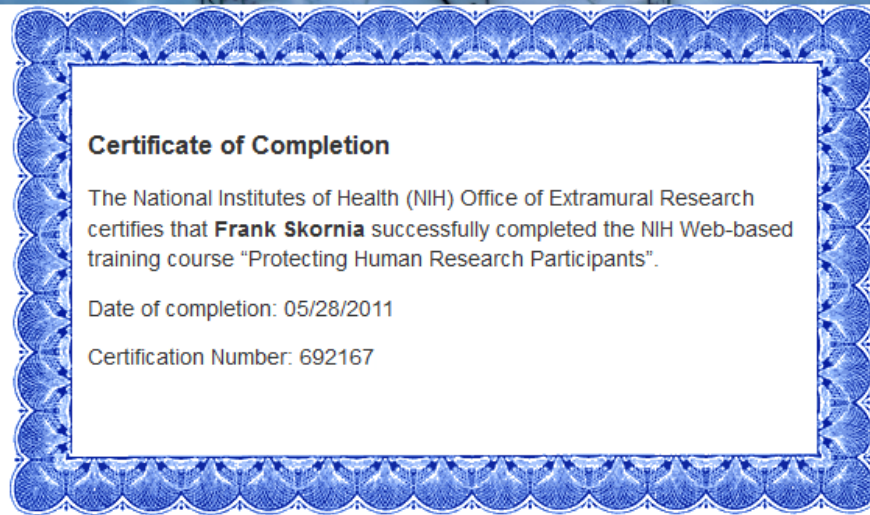 Certificate of Completion
The National Institutes of Health (NIH) Office of Extramural Research
certifies that Frank Skornia successfully completed the NIH Web-based
training course “Protecting Human Research Participants”.
Date of completion: 05/28/2011
Certification Number: 692167